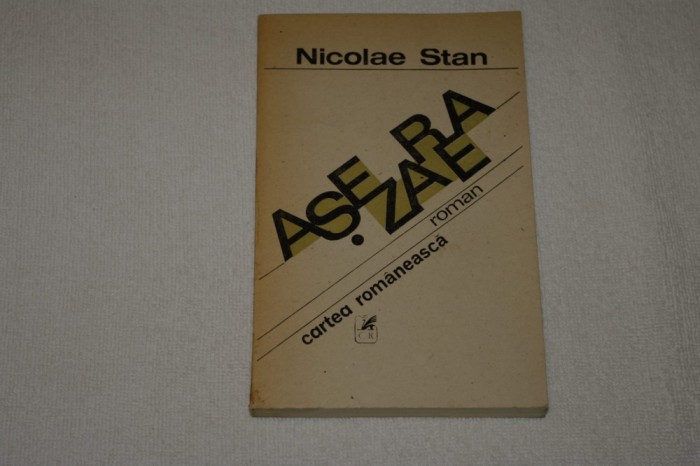 Nicolae Stan
AȘEZAREA
roman
cartea românească
C R